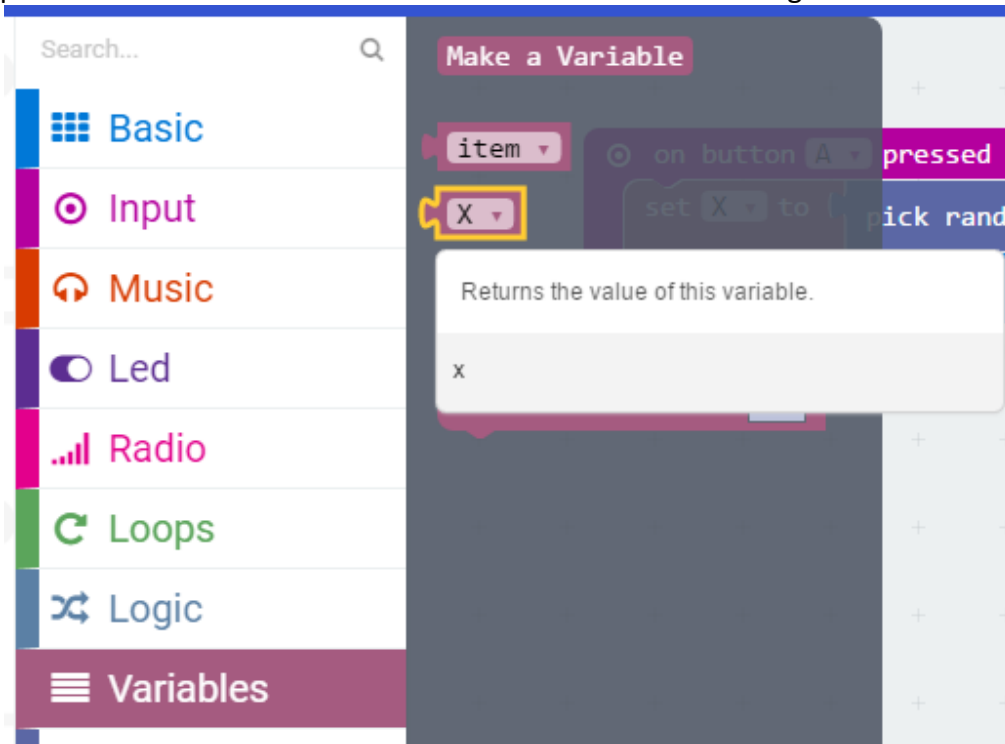 Search...
Basic
Input
Music
Led
Radio
Loops
Logic
Variables
Make a Variable
item
X
on button A pressed
set X to pick rand
Returns the value of this variable.
x